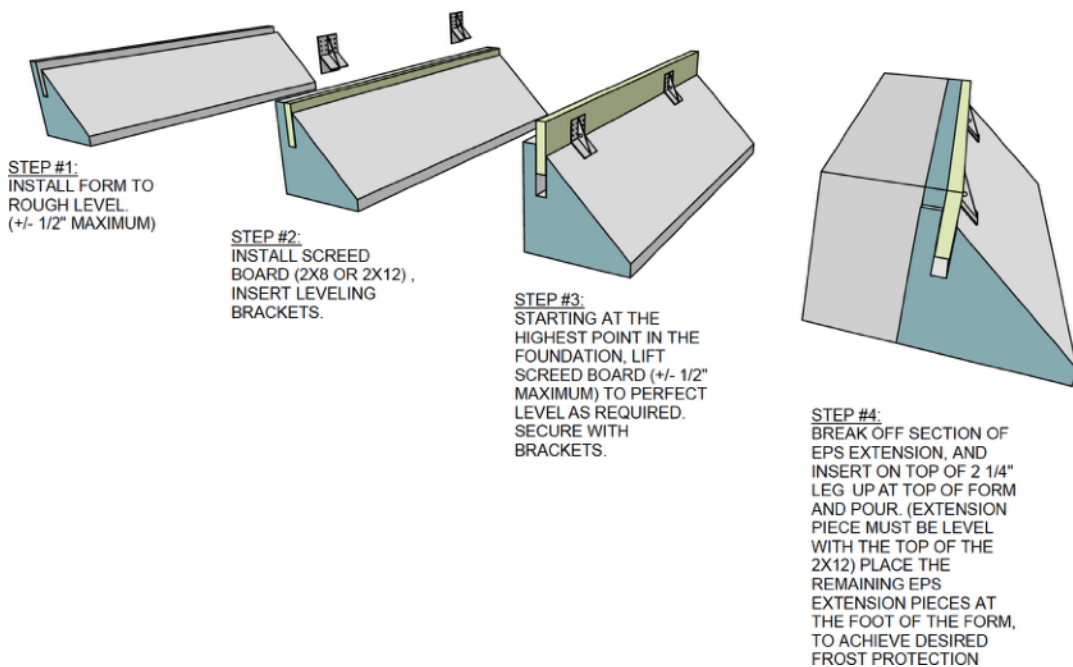 STEP #1:
INSTALL FORM TO
ROUGH LEVEL.
(+/- 1/2" MAXIMUM)
STEP #2:
INSTALL SCREED
BOARD (2X8 OR 2X12) ,
INSERT LEVELING
BRACKETS.
STEP #3:
STARTING AT THE
HIGHEST POINT IN THE
FOUNDATION, LIFT
SCREED BOARD (+/- 1/2"
MAXIMUM) TO PERFECT
LEVEL AS REQUIRED.
SECURE WITH
BRACKETS.
STEP #4:
BREAK OFF SECTION OF
EPS EXTENSION, AND
INSERT ON TOP OF 2 1/4"
LEG UP AT TOP OF FORM
AND POUR. (EXTENSION
PIECE MUST BE LEVEL
WITH THE TOP OF THE
2X12) PLACE THE
REMAINING EPS
EXTENSION PIECES AT
THE FOOT OF THE FORM,
TO ACHIEVE DESIRED
FROST PROTECTION